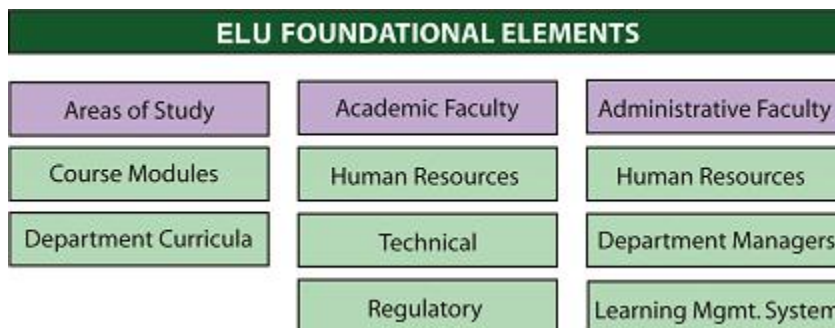 ELU FOUNDATIONAL ELEMENTS
Areas of Study
Academic Faculty
Administrative Faculty
Course Modules
Human Resources
Human Resources
Department Curricula
Technical
Department Managers
Regulatory
Learning Mgmt. System